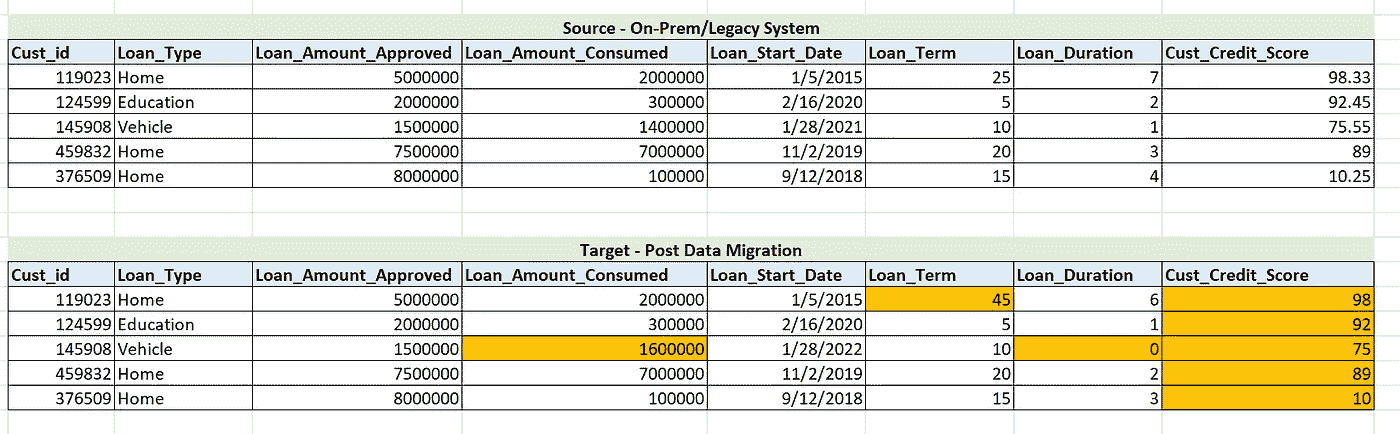 Source - On-Prem/Legacy System
Cust_id Loan_Type Loan_Amount_Approved Loan_Amount_Consumed Loan_Start_Date Loan_Term Loan_Duration Cust_Credit_Score
119023 Home 5000000 2000000 1/5/2015 25 7 98.33
124599 Education 2000000 300000 2/16/2020 5 2 92.45
145908 Vehicle 1500000 1400000 1/28/2021 10 1 75.55
459832 Home 7500000 7000000 11/2/2019 20 3 89
376509 Home 8000000 100000 9/12/2018 15 4 10.25
Target - Post Data Migration
Cust_id Loan_Type Loan_Amount_Approved Loan_Amount_Consumed Loan_Start_Date Loan_Term Loan_Duration Cust_Credit_Score
119023 Home 5000000 2000000 1/5/2015 45 6 98
124599 Education 2000000 300000 2/16/2020 5 1 92
145908 Vehicle 1500000 1600000 1/28/2022 10 0 75
459832 Home 7500000 7000000 11/2/2019 20 2 89
376509 Home 8000000 100000 9/12/2018 15 3 10